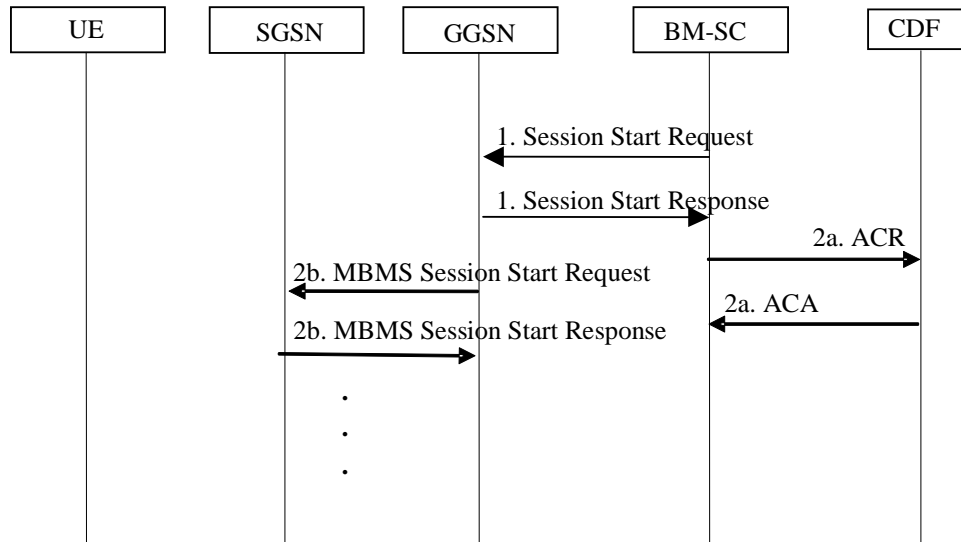 UE
SGSN
GGSN
BM-SC
CDF
1. Session Start Request
1. Session Start Response
2a. ACR
2b. MBMS Session Start Request
2a. ACA
2b. MBMS Session Start Response